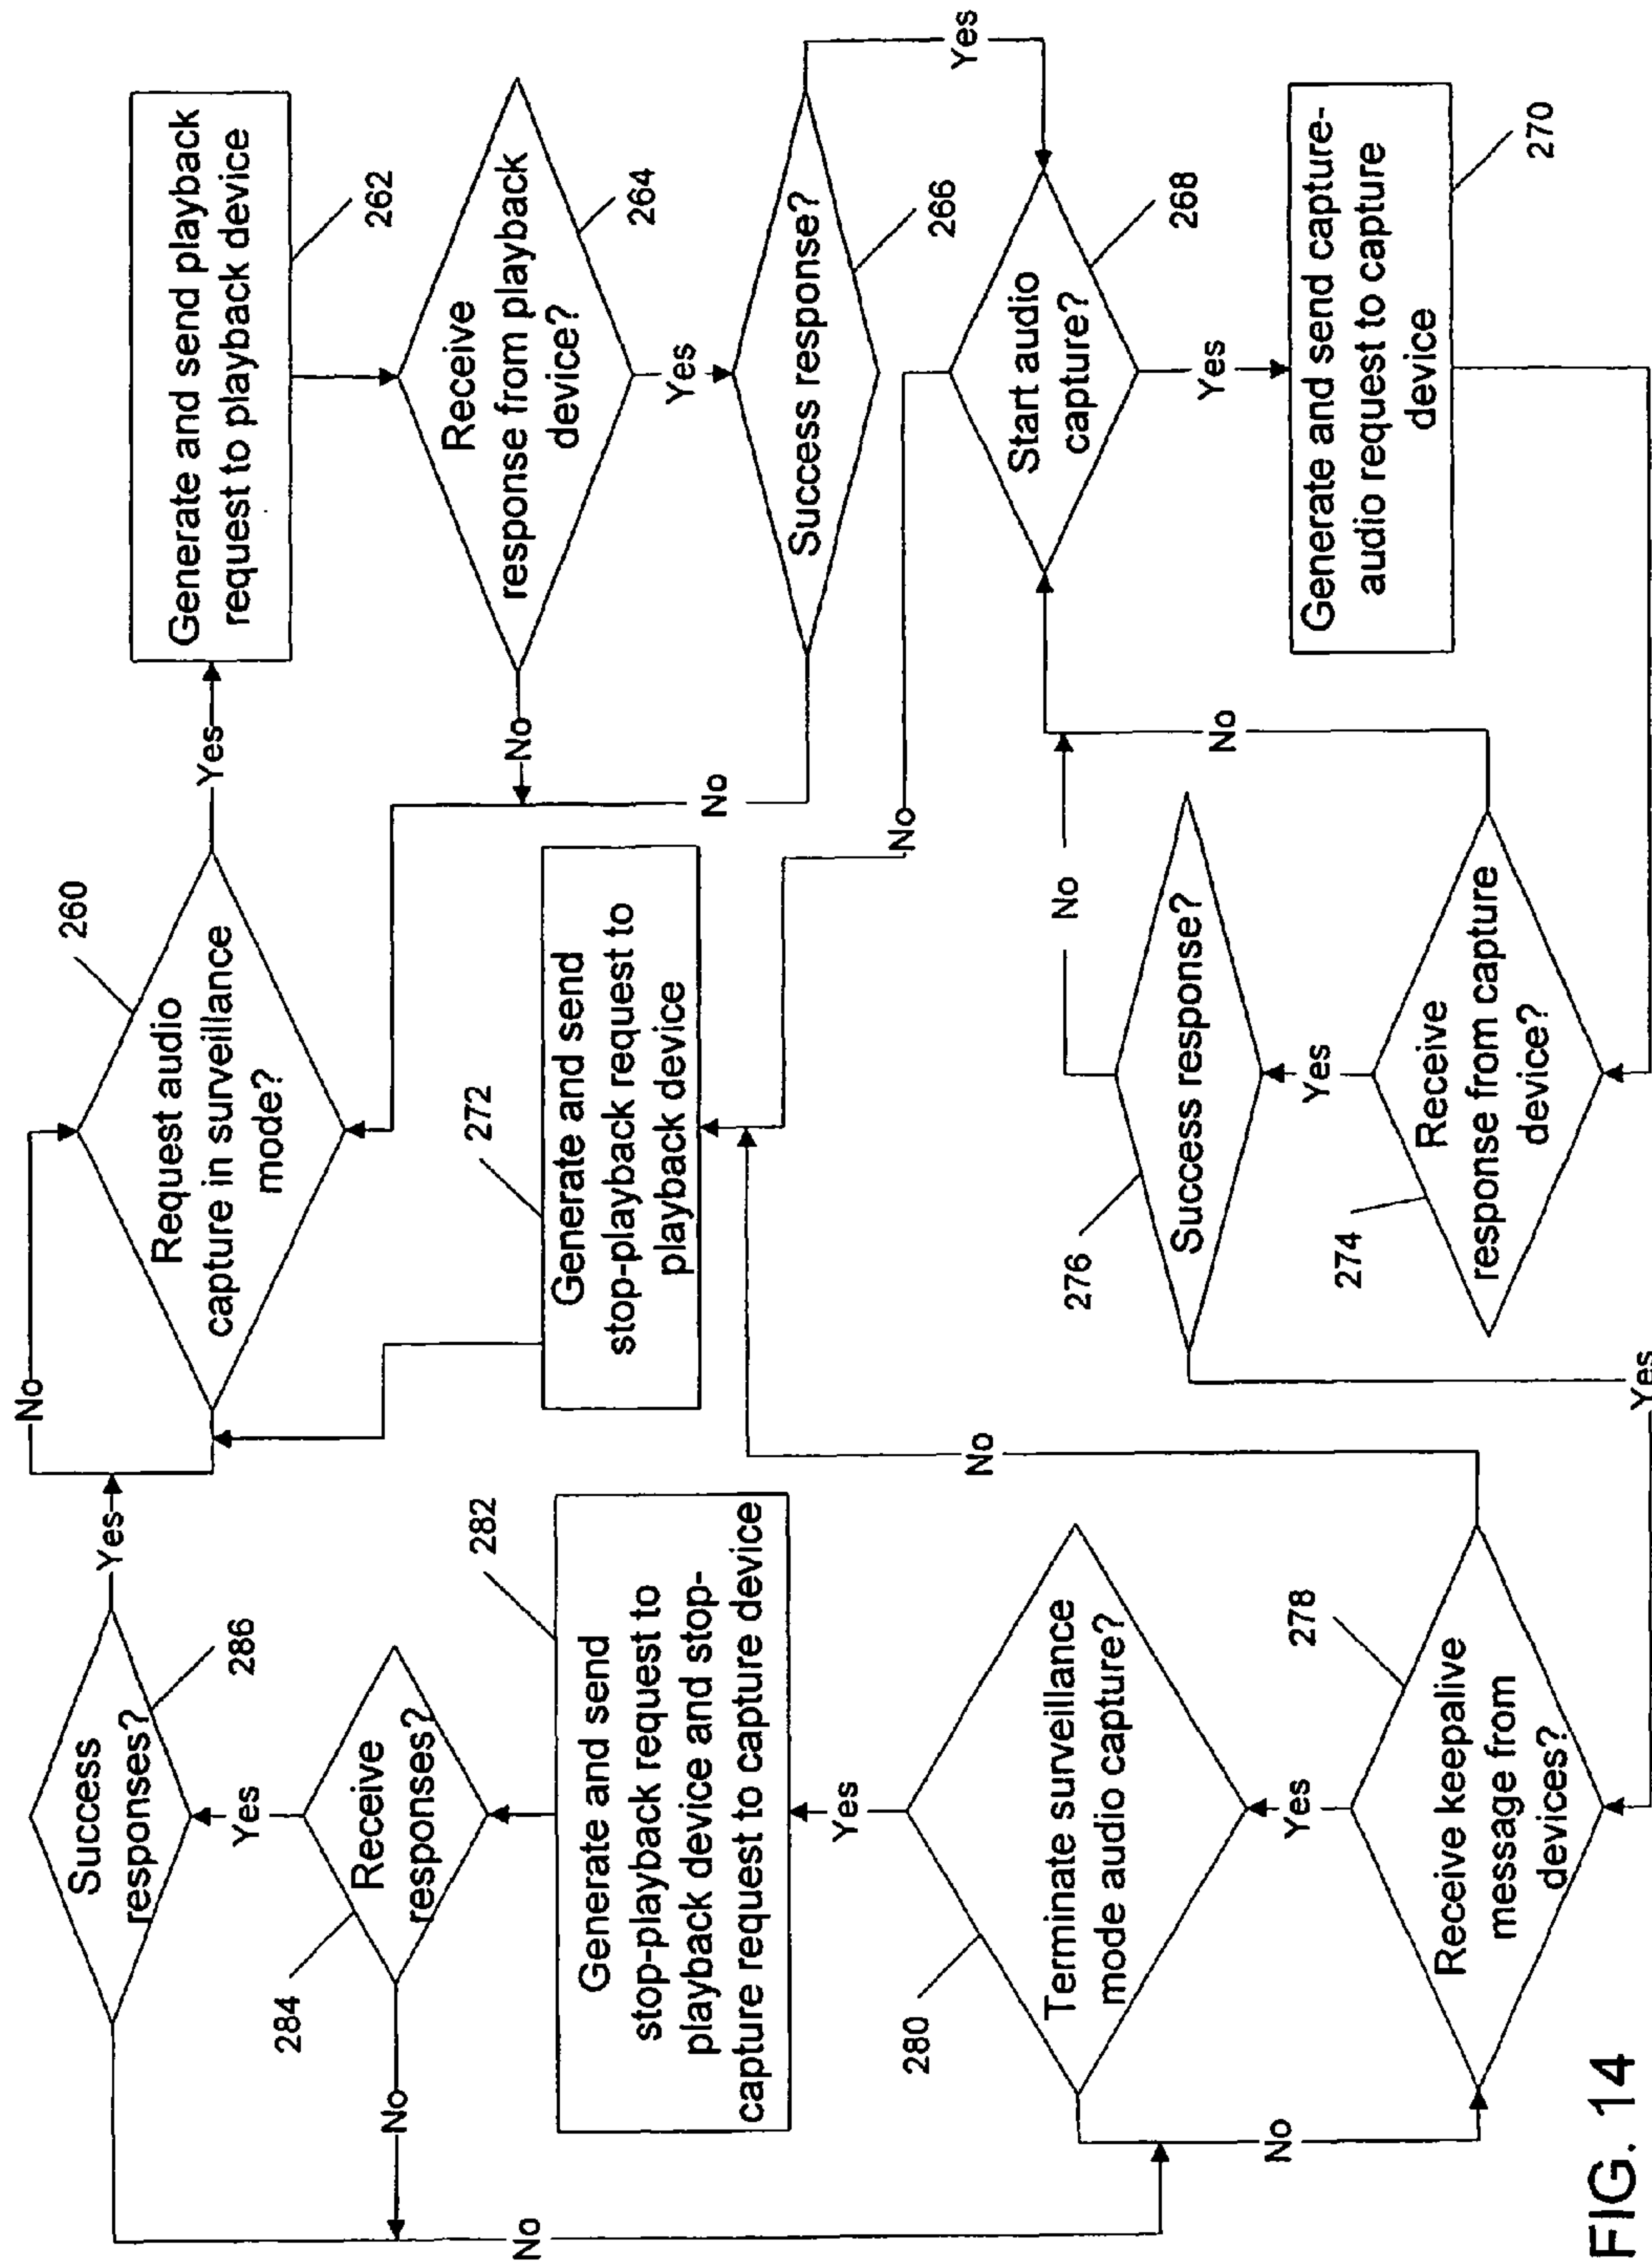 No
Request audio
capture in surveillance
mode?
260
Yes
Generate and send playback
request to playback device
262
Receive
response from playback
device?
264
No
Yes
Success response?
266
No
Yes
Start audio
capture?
268
No
Yes
Generate and send capture-
audio request to capture
device
270
Generate and send
stop-playback request to
playback device
272
Receive
response from capture
device?
274
No
Yes
Success response?
276
No
Yes
Receive keepalive
message from
devices?
278
No
Yes
Terminate surveillance
mode audio capture?
280
No
Yes
Generate and send
stop-playback request to
playback device and stop-
capture request to capture device
282
Receive
responses?
284
No
Yes
Success
responses?
286
Yes
No
FIG. 14